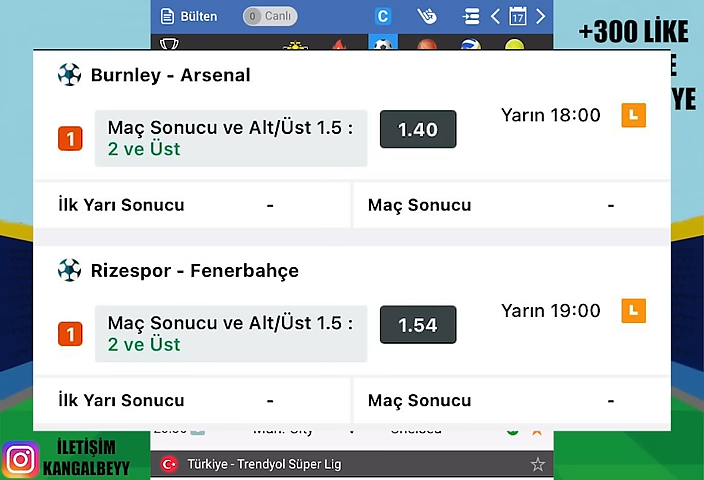 Bülten
0 Canlı
C
17
+300 LİKE
E
YE
Burnley - Arsenal
1
Maç Sonucu ve Alt/Üst 1.5 :
2 ve Üst
1.40
Yarın 18:00
L
İlk Yarı Sonucu
-
Maç Sonucu
-
Rizespor - Fenerbahçe
1
Maç Sonucu ve Alt/Üst 1.5 :
2 ve Üst
1.54
Yarın 19:00
L
İlk Yarı Sonucu
-
Maç Sonucu
-
Man. City
Chelsea
İLETİŞİM
KANGALBEYY
Türkiye - Trendyol Süper Lig